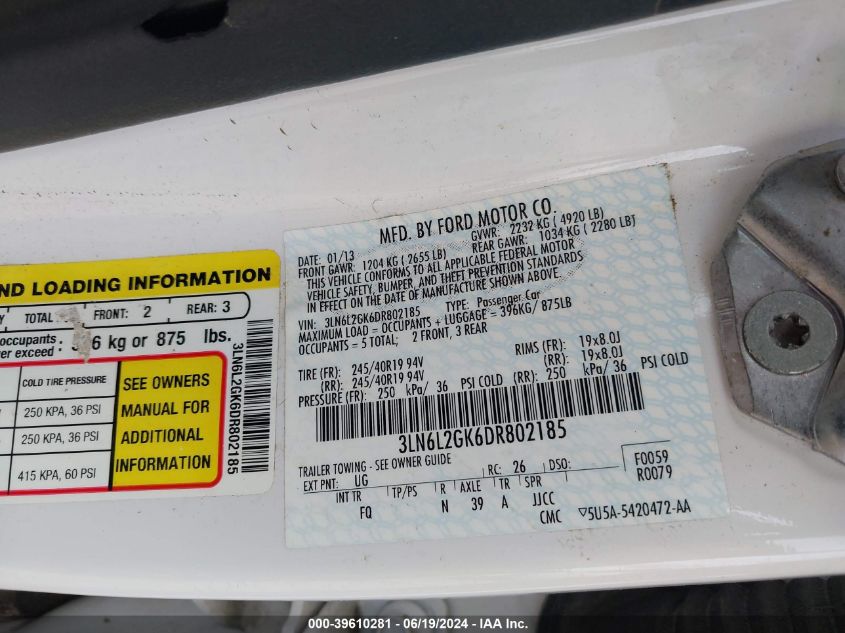 ND LOADING INFORMATION
Y TOTAL FRONT: 2 REAR: 3
occupants
er exceed : 6 kg or 875 lbs.
COLD TIRE PRESSURE
250 KPA, 36 PSI
250 KPA, 36 PSI
415 KPA, 60 PSI
SEE OWNERS
MANUAL FOR
ADDITIONAL
INFORMATION
3LN6L2GK6DR802185
MFD. BY FORD MOTOR CO.
DATE: 01/13 GVWR: 2232 KG ( 4920 LB)
FRONT GAWR: 1204 KG ( 2655 LB) REAR GAWR: 1034 KG ( 2280 LB)
THIS VEHICLE CONFORMS TO ALL APPLICABLE FEDERAL MOTOR
VEHICLE SAFETY, BUMPER, AND THEFT PREVENTION STANDARDS
IN EFFECT ON THE DATE OF MANUFACTURE SHOWN ABOVE.
VIN: 3LN6L2GK6DR802185 TYPE: Passenger Car
MAXIMUM LOAD = OCCUPANTS + LUGGAGE = 396KG/ 875LB
OCCUPANTS = 5 TOTAL; 2 FRONT, 3 REAR
TIRE (FR): 245/40R19 94V RIMS (FR): 19x8.0J
(RR): 245/40R19 94V (RR): 19x8.0J
PRESSURE (FR): 250 kPa/ 36 PSI COLD (RR): 250 kPa/ 36 PSI COLD
3LN6L2GK6DR802185
TRAILER TOWING - SEE OWNER GUIDE
EXT PNT: UG RC: 26 DSO: F0059
R0079
INT TR TP/PS R AXLE TR SPR
FQ N 39 A JJCC
CMC ▽5U5A-5420472-AA
000-39610281 - 06/19/2024 - IAAI.com